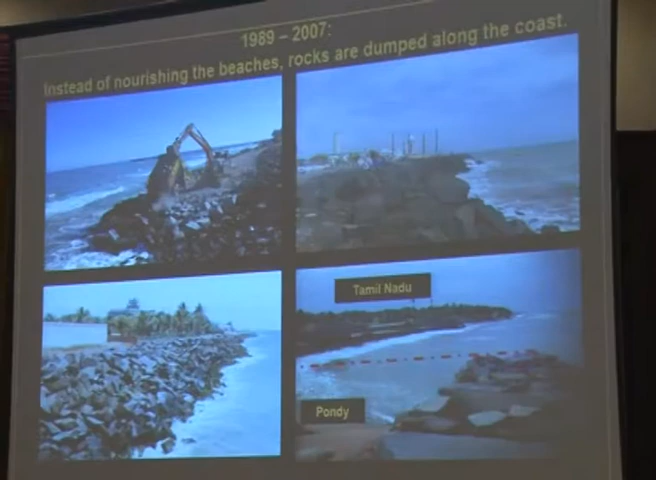 1989 – 2007:
Instead of nourishing the beaches, rocks are dumped along the coast.
Tamil Nadu
Pondy